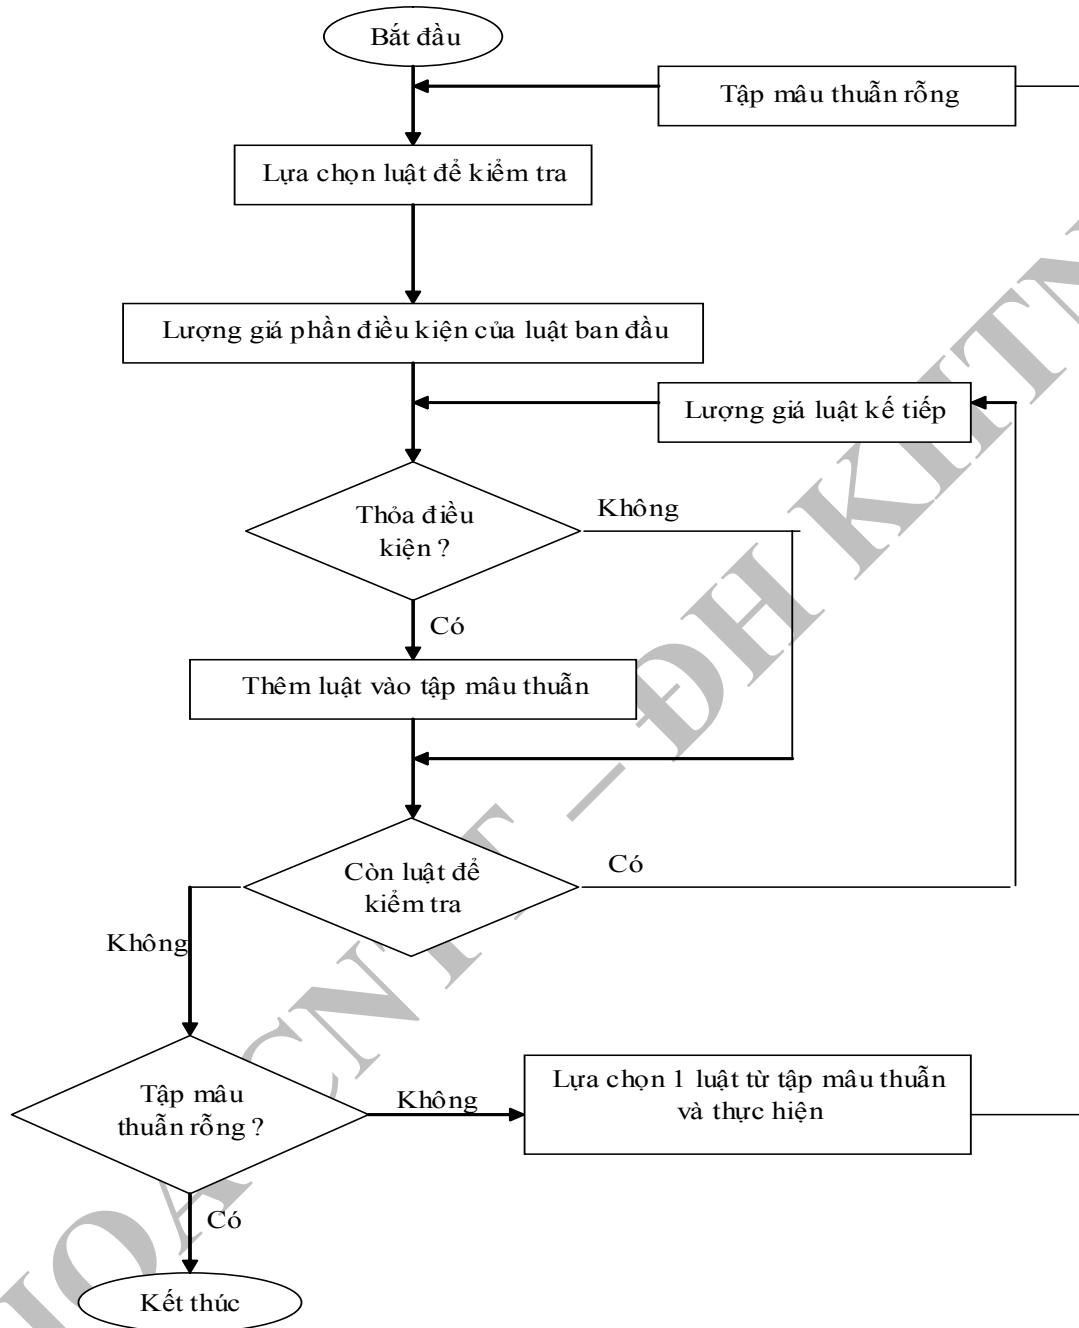 Bắt đầu
Tập mâu thuẫn rỗng
Lựa chọn luật để kiểm tra
Lượng giá phần điều kiện của luật ban đầu
Lượng giá luật kế tiếp
Thỏa điều
kiện ?
Không
Có
Thêm luật vào tập mâu thuẫn
Còn luật để
kiểm tra
Có
Không
Tập mâu
thuẫn rỗng ?
Không
Lựa chọn 1 luật từ tập mâu thuẫn
và thực hiện
Có
Kết thúc
CNTT – ĐH